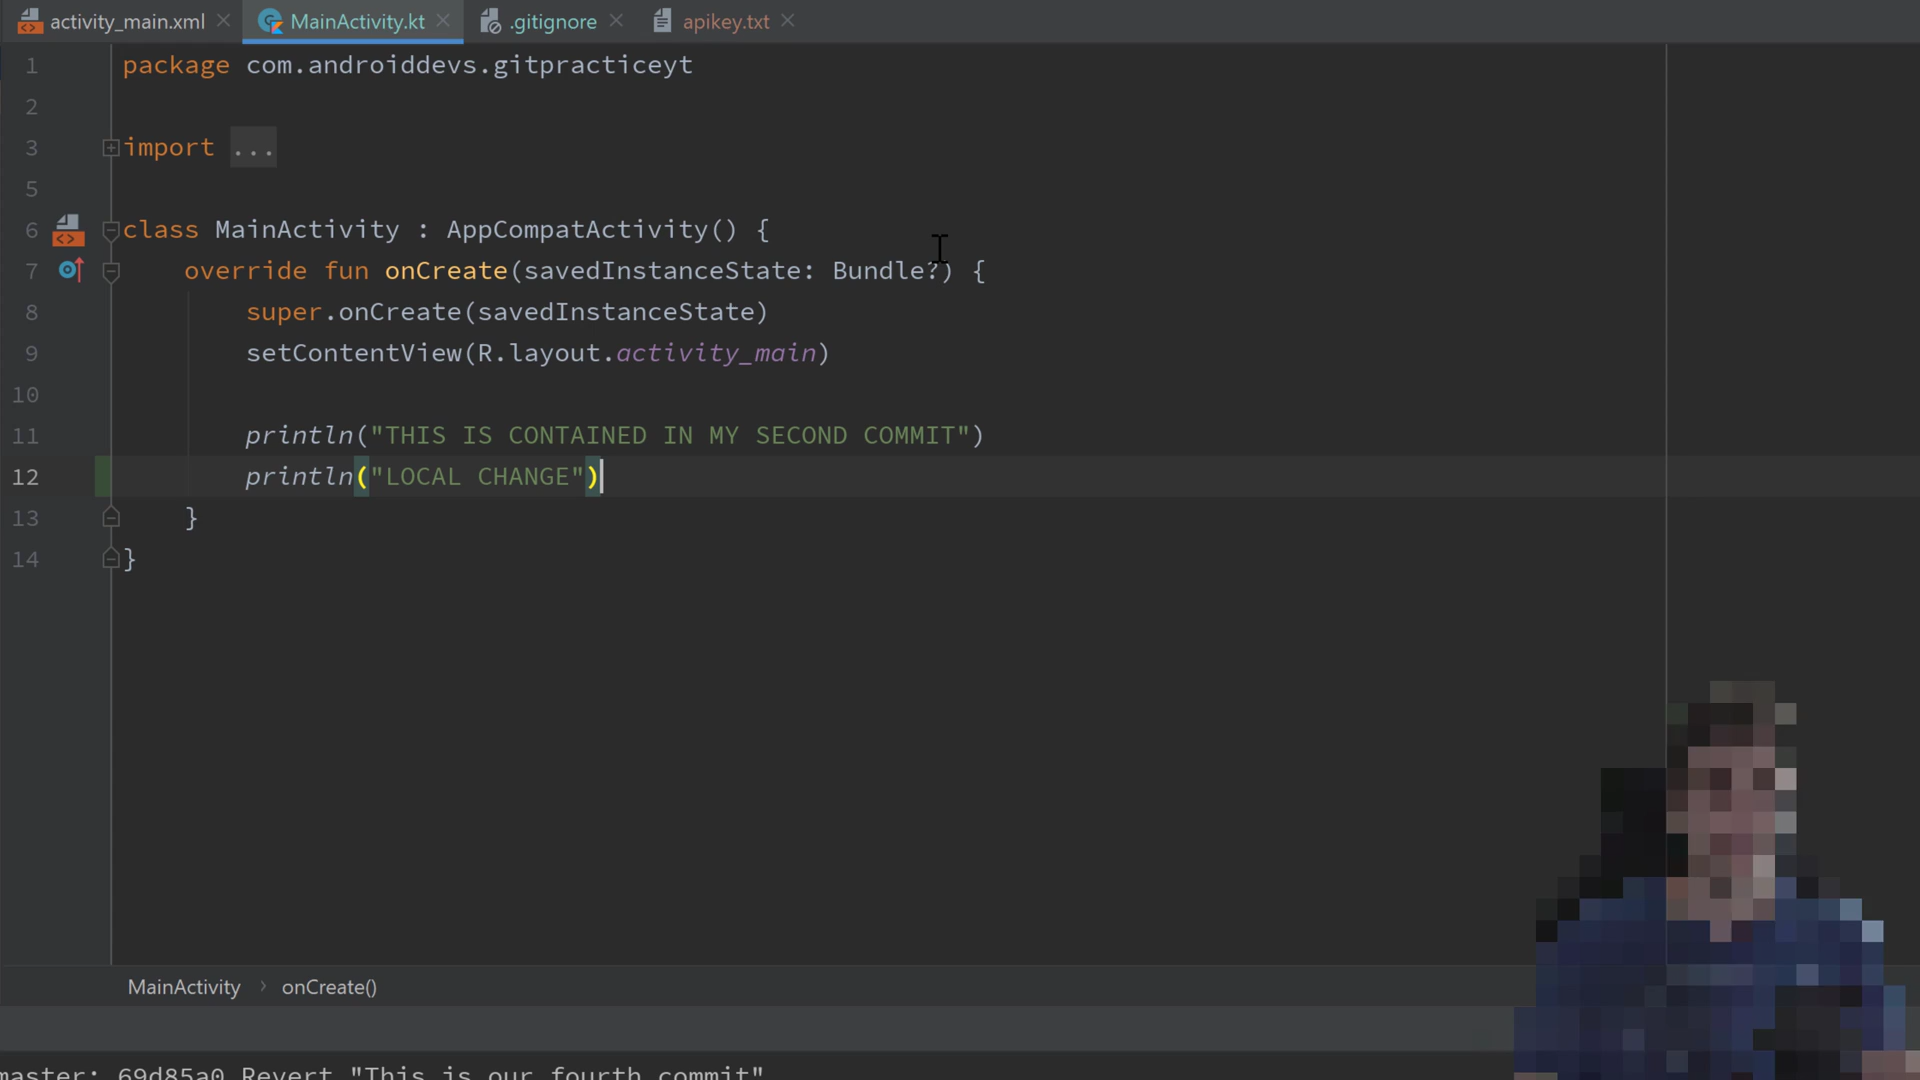 activity_main.xml MainActivity.kt .gitignore apikey.txt
1 package com.androiddevs.gitpracticeyt
2
3 import ...
5
6 class MainActivity : AppCompatActivity() {
7 override fun onCreate(savedInstanceState: Bundle?) {
8 super.onCreate(savedInstanceState)
9 setContentView(R.layout.activity_main)
10
11 println("THIS IS CONTAINED IN MY SECOND COMMIT")
12 println("LOCAL CHANGE")
13 }
14 }
MainActivity › onCreate()
master: 69d85a0 Revert "This is our fourth commit"